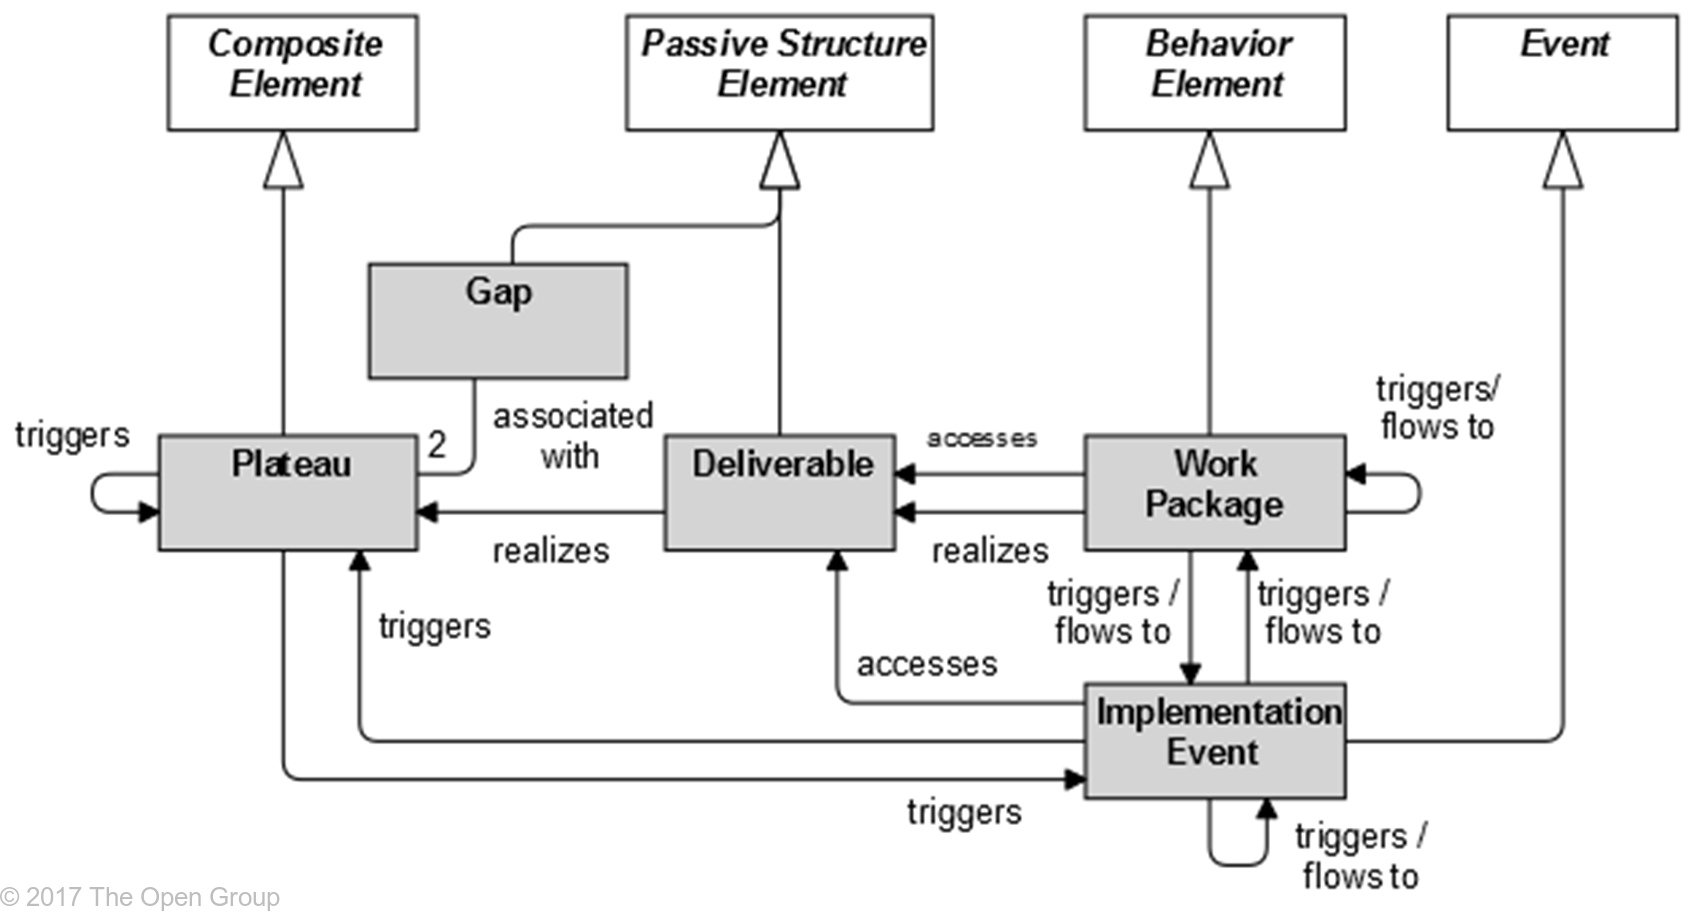 Composite
Element
Passive Structure
Element
Behavior
Element
Event
Gap
triggers
Plateau
2
associated
with
Deliverable
accesses
Work
Package
triggers/
flows to
realizes
realizes
triggers /
flows to
triggers /
flows to
triggers
accesses
Implementation
Event
triggers
triggers /
flows to
© 2017 The Open Group